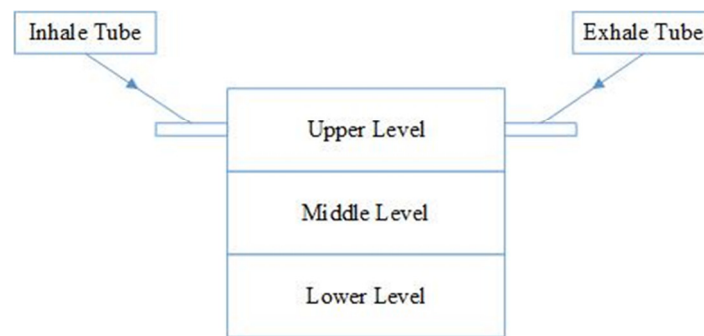 Inhale Tube
Exhale Tube
Upper Level
Middle Level
Lower Level